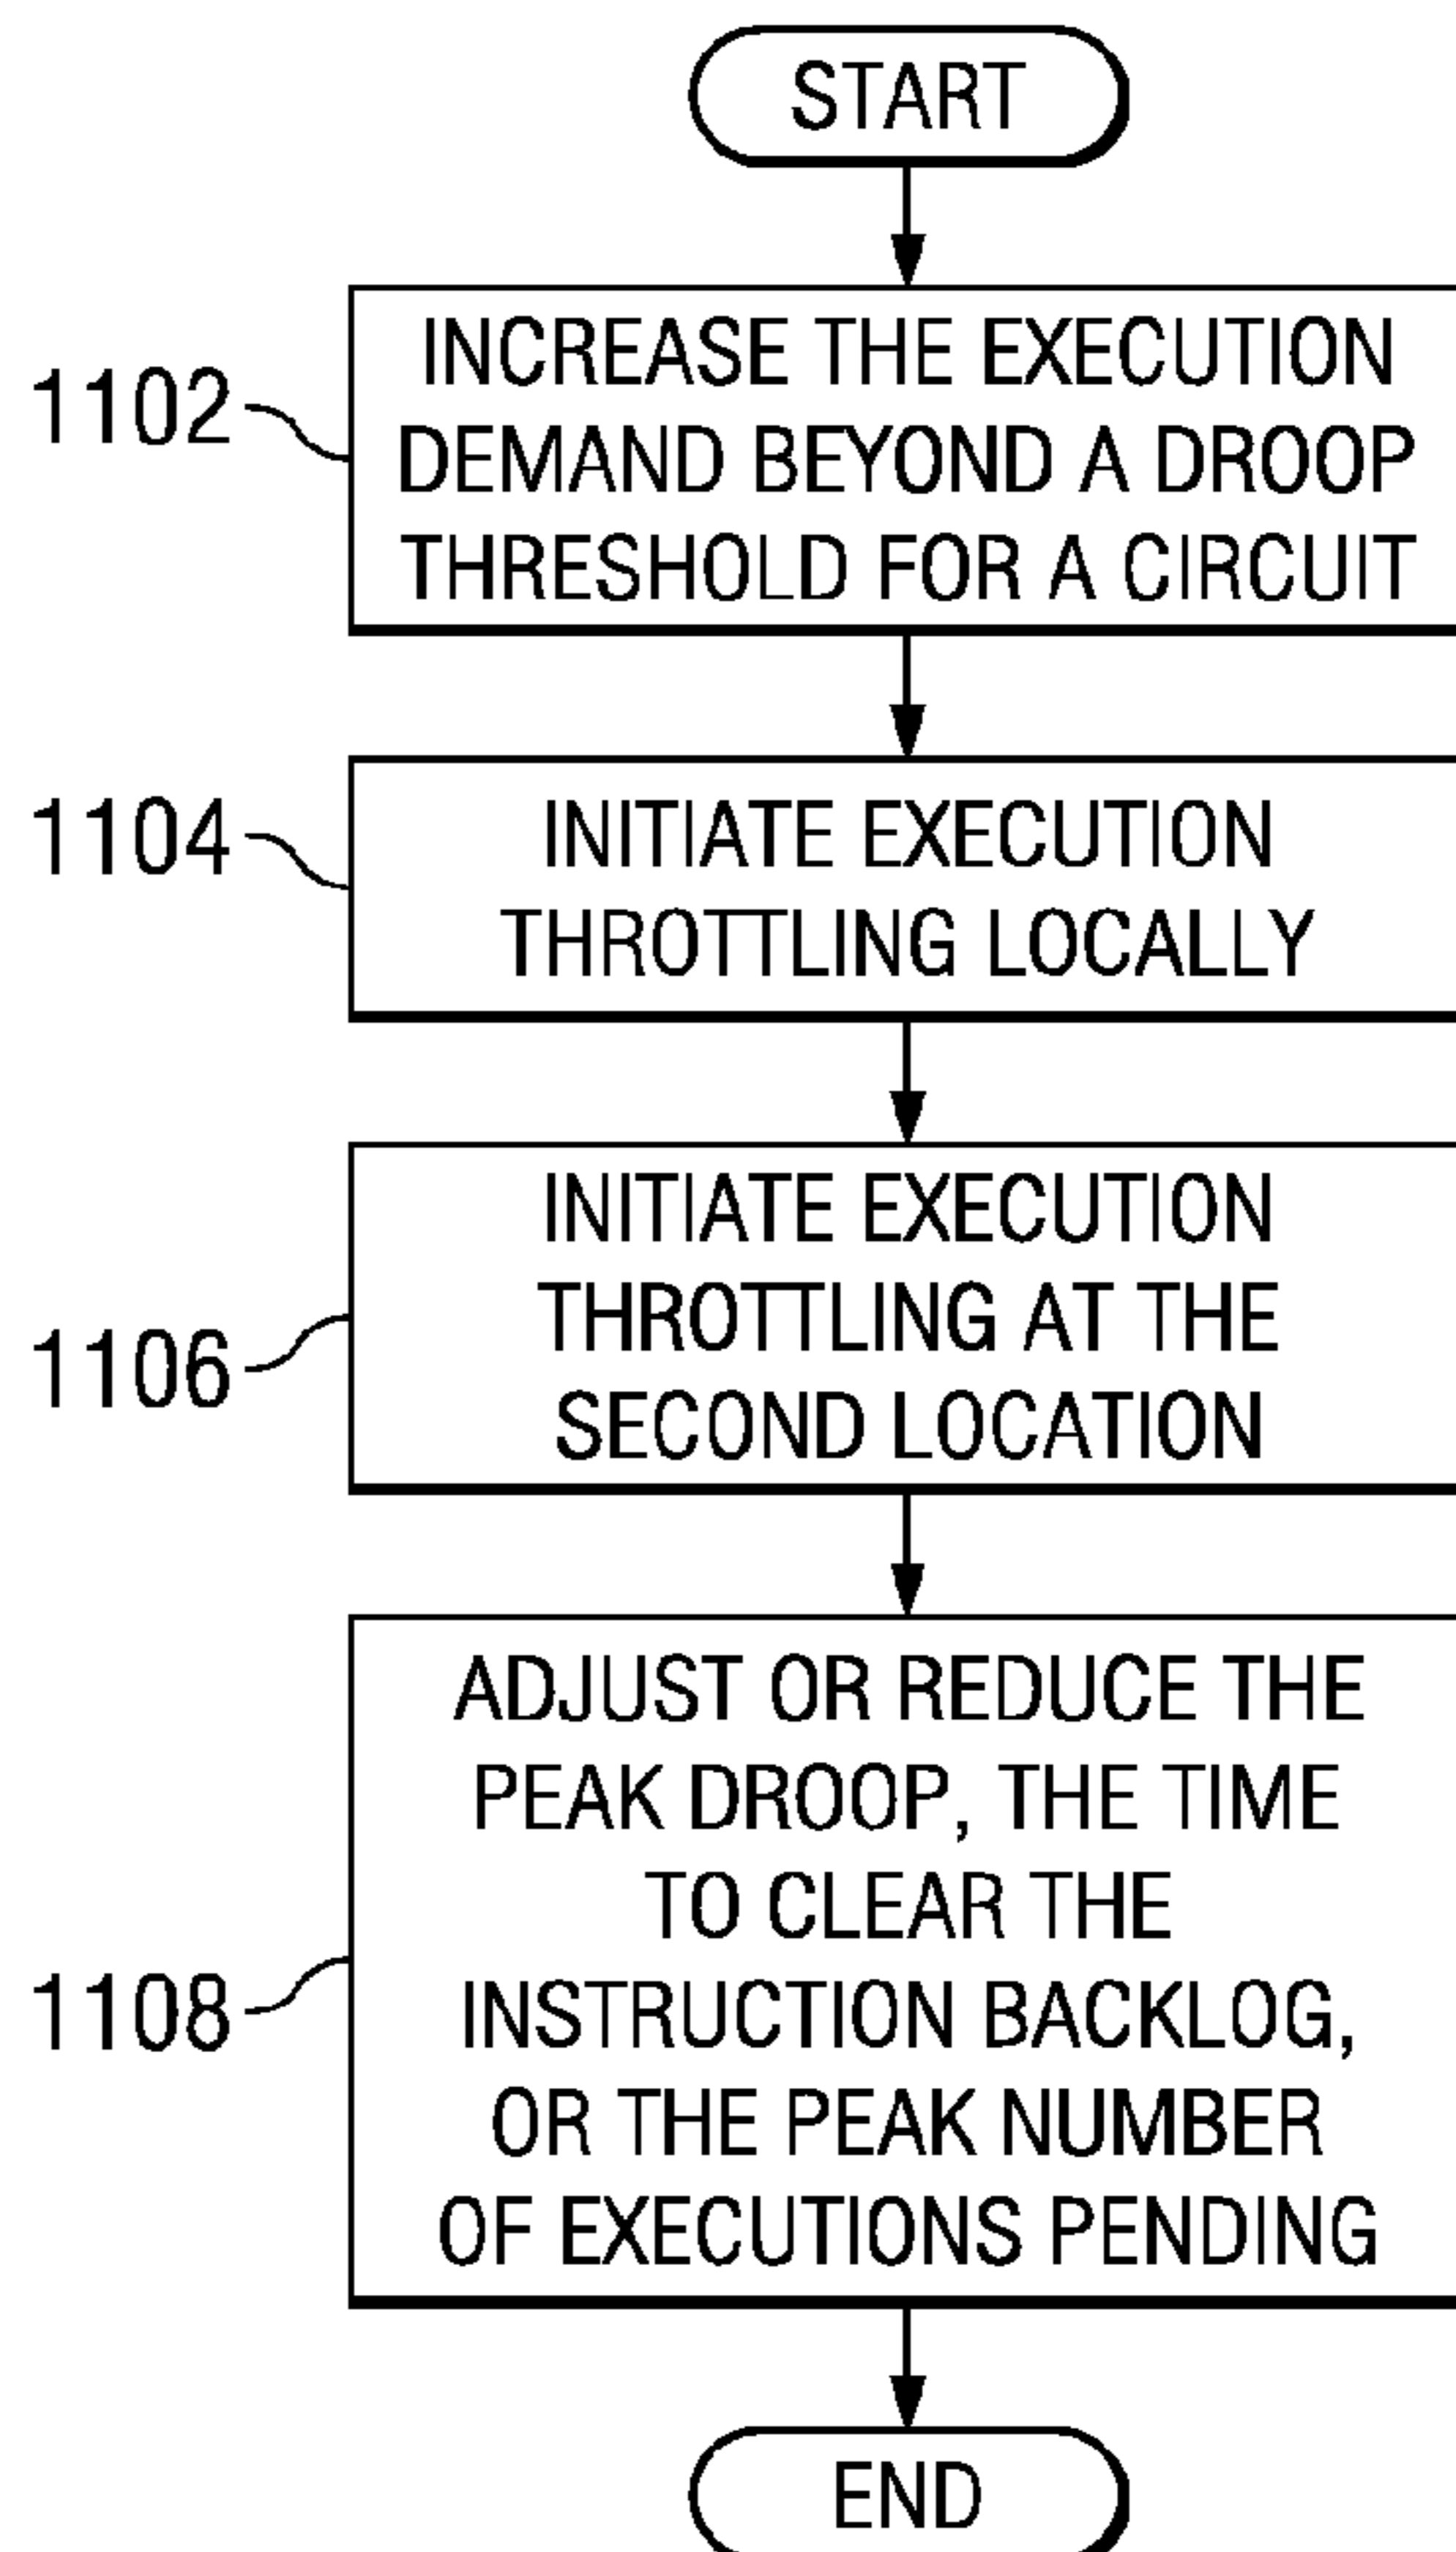 START
1102
INCREASE THE EXECUTION
DEMAND BEYOND A DROOP
THRESHOLD FOR A CIRCUIT
1104
INITIATE EXECUTION
THROTTLING LOCALLY
1106
INITIATE EXECUTION
THROTTLING AT THE
SECOND LOCATION
1108
ADJUST OR REDUCE THE
PEAK DROOP, THE TIME
TO CLEAR THE
INSTRUCTION BACKLOG,
OR THE PEAK NUMBER
OF EXECUTIONS PENDING
END